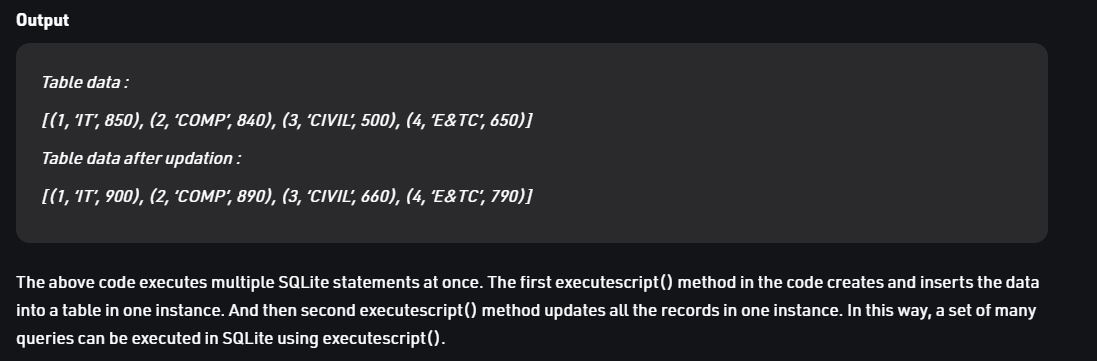 Output
Table data :
[(1, ‘IT’, 850), (2, ‘COMP’, 840), (3, ‘CIVIL’, 500), (4, ‘E&TC’, 650)]
Table data after updation :
[(1, ‘IT’, 900), (2, ‘COMP’, 890), (3, ‘CIVIL’, 660), (4, ‘E&TC’, 790)]
The above code executes multiple SQLite statements at once. The first executescript() method in the code creates and inserts the data
into a table in one instance. And then second executescript() method updates all the records in one instance. In this way, a set of many
queries can be executed in SQLite using executescript().